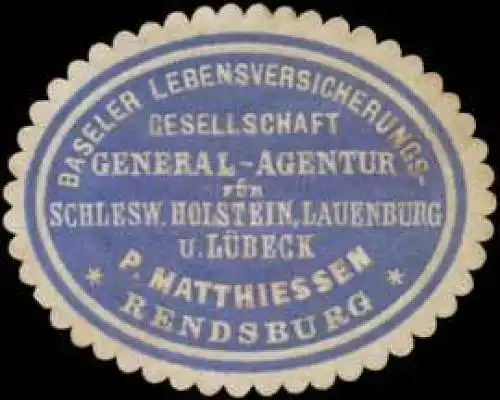 BASELER LEBENSVERSICHERUNGS-
GESELLSCHAFT
GENERAL-AGENTUR
FÜR
SCHLESW. HOLSTEIN, LAUENBURG
U. LÜBECK
P. MATTHIESSEN
* RENDSBURG *